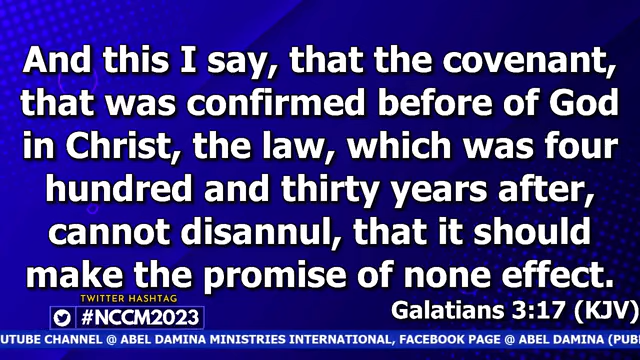 And this I say, that the covenant,
that was confirmed before of God
in Christ, the law, which was four
hundred and thirty years after,
cannot disannul, that it should
make the promise of none effect.
TWITTER HASHTAG
#NCCM2023
Galatians 3:17 (KJV)
UTUBE CHANNEL @ ABEL DAMINA MINISTRIES INTERNATIONAL, FACEBOOK PAGE @ ABEL DAMINA (PUB